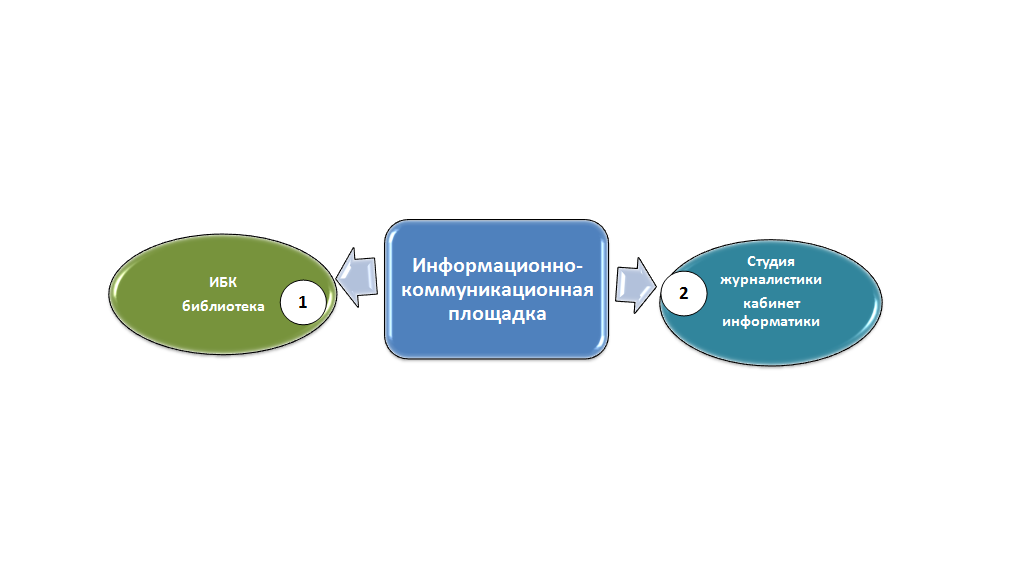 ИБК
библиотека
1
Информационно-
коммуникационная
площадка
2
Студия
журналистики
кабинет
информатики